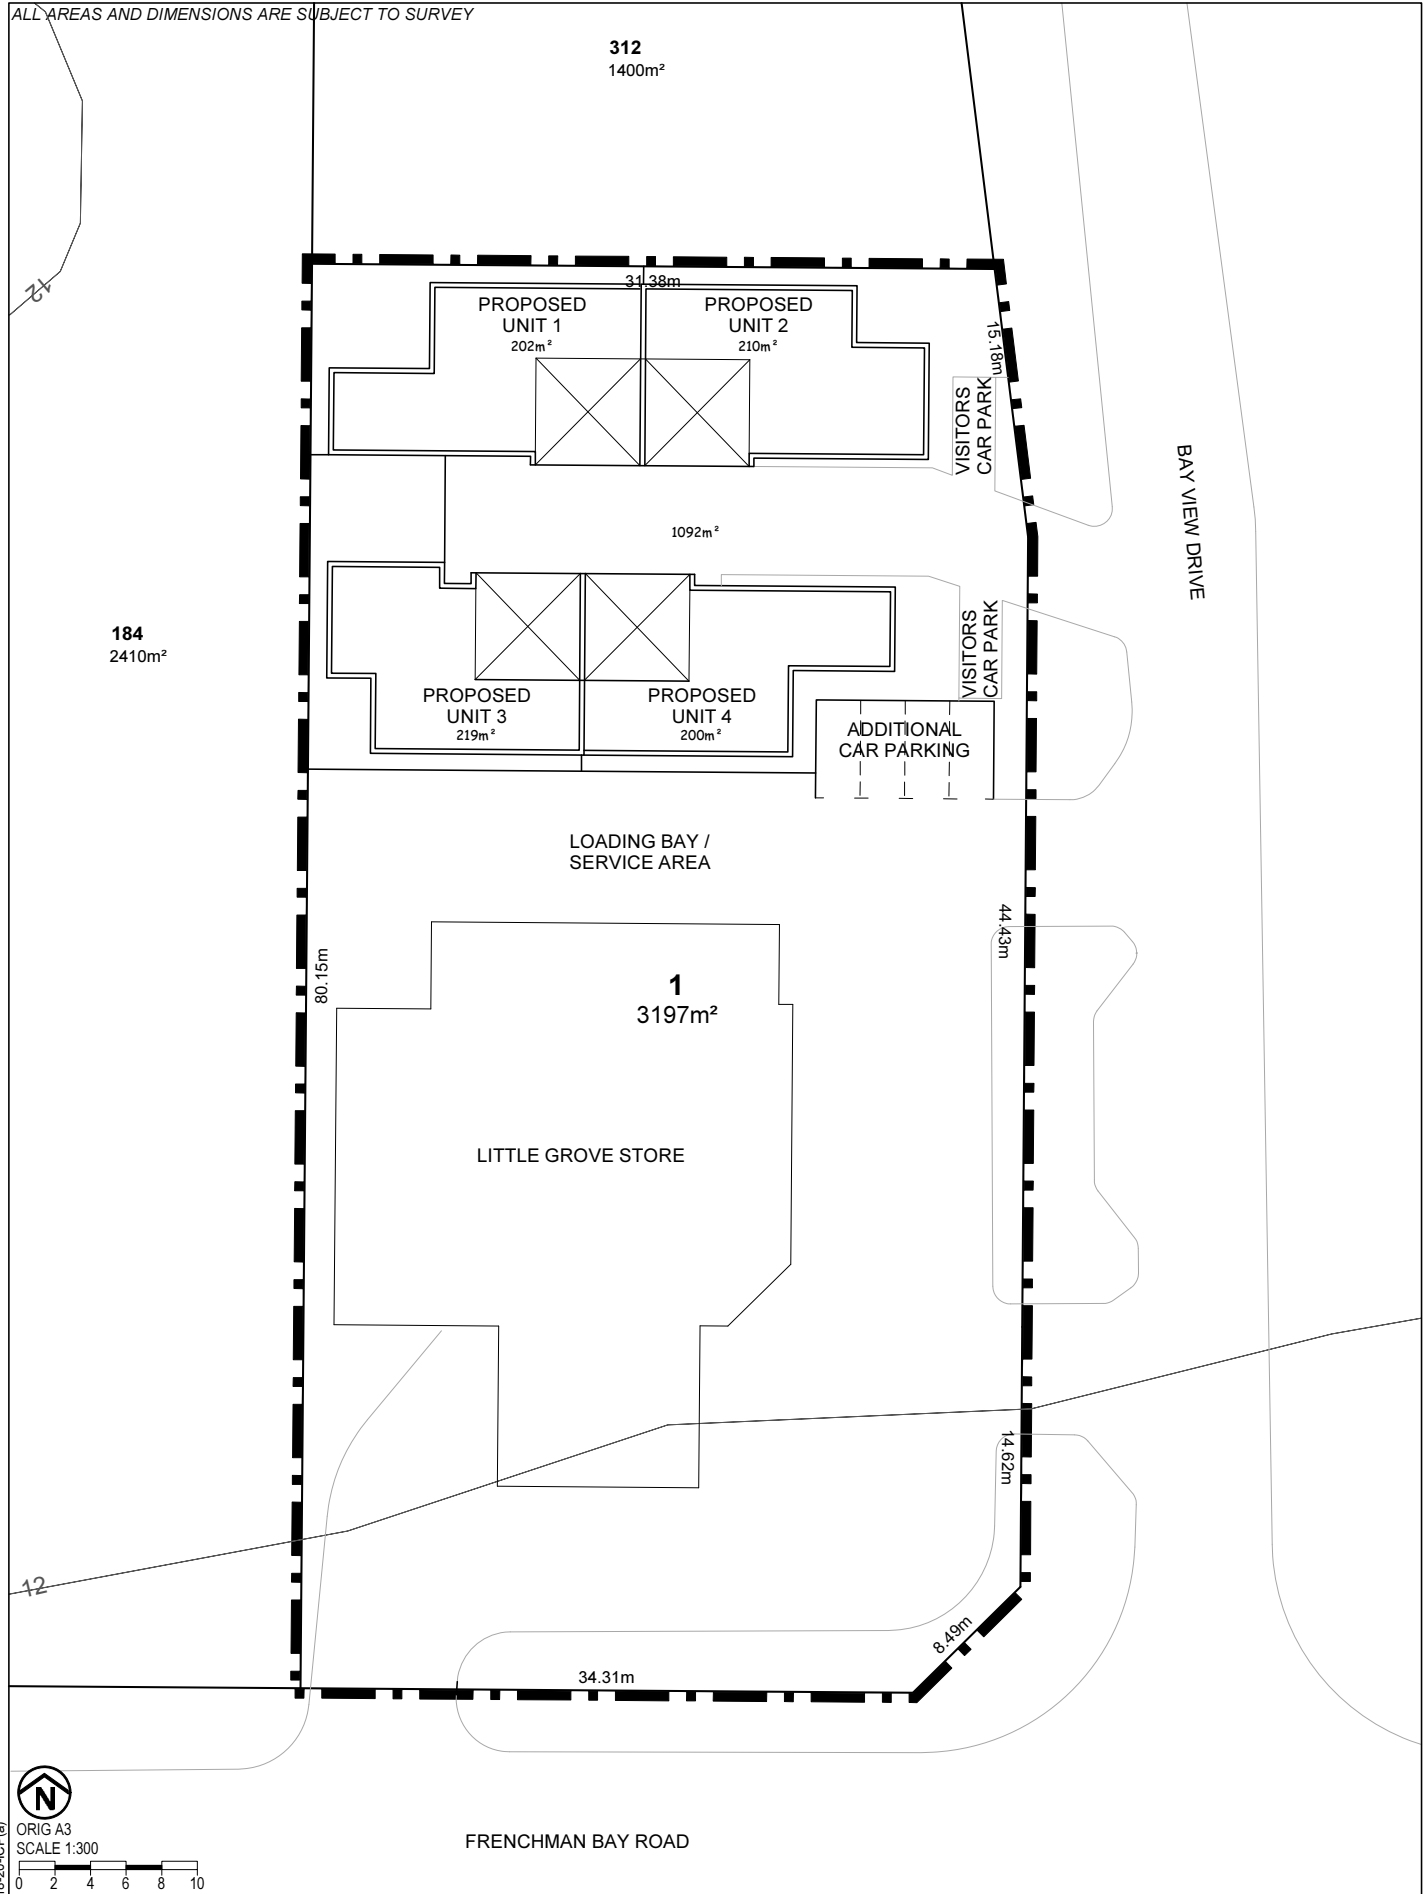 ALL AREAS AND DIMENSIONS ARE SUBJECT TO SURVEY
312
1400m²
12
31.38m
PROPOSED
UNIT 1
202m²
PROPOSED
UNIT 2
210m²
15.18m
VISITORS
CAR PARK
BAY VIEW DRIVE
1092m²
184
2410m²
VISITORS
CAR PARK
PROPOSED
UNIT 3
219m²
PROPOSED
UNIT 4
200m²
ADDITIONAL
CAR PARKING
LOADING BAY /
SERVICE AREA
44.43m
80.15m
1
3197m²
LITTLE GROVE STORE
14.62m
12
8.49m
34.31m
N
ORIG A3
SCALE 1:300
0 2 4 6 8 10
FRENCHMAN BAY ROAD